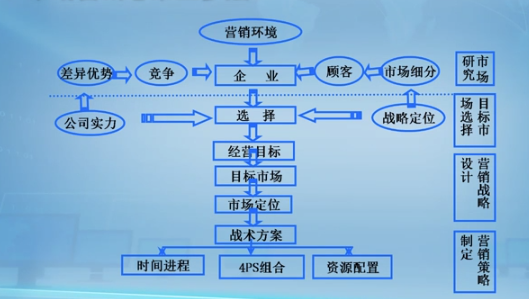 营销环境
差异优势
竞争
企 业
顾客
市场细分
市场
研究
公司实力
选 择
战略定位
目标市
场选择
经营目标
目标市场
市场定位
营销战略
设计
战术方案
时间进程
4PS组合
资源配置
营销策略
制定